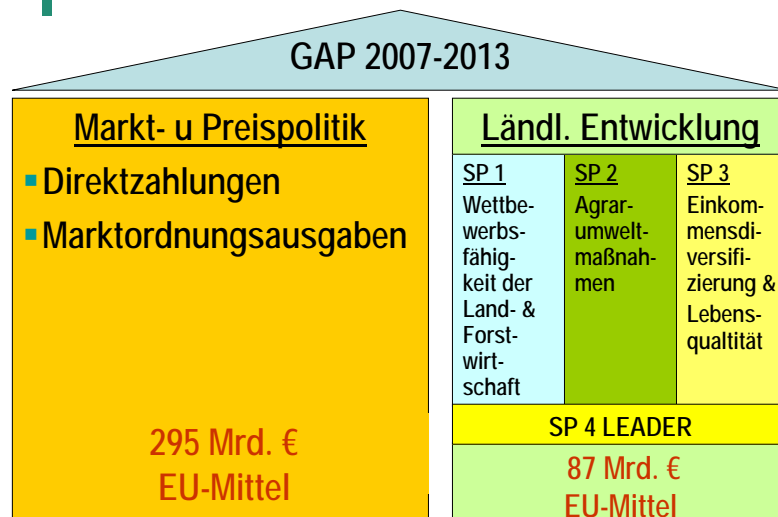 GAP 2007-2013
Markt- u Preispolitik
Direktzahlungen
Marktordnungsausgaben
295 Mrd. €
EU-Mittel
Ländl. Entwicklung
SP 1
Wettbe-
werbs-
fähig-
keit der
Land- &
Forst-
wirt-
schaft
SP 2
Agrar-
umwelt-
maßnah-
men
SP 3
Einkom-
mensdi-
versifi-
zierung &
Lebens-
qualtität
SP 4 LEADER
87 Mrd. €
EU-Mittel